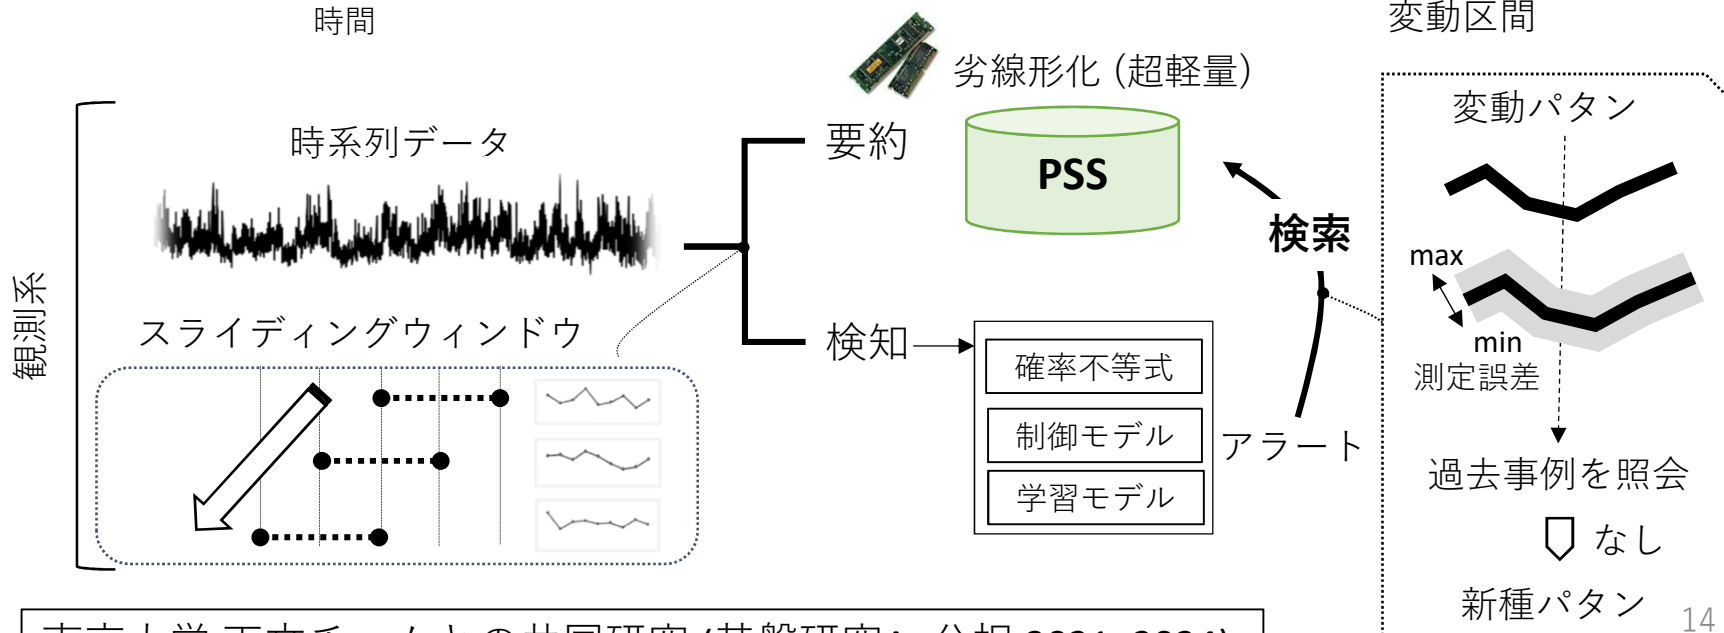 時間
変動区間
劣線形化 (超軽量)
変動パタン
時系列データ
要約
PSS
検索
max
min
測定誤差
観測系
スライディングウィンドウ
検知
確率不等式
制御モデル
学習モデル
アラート
過去事例を照会
なし
新種パタン
14